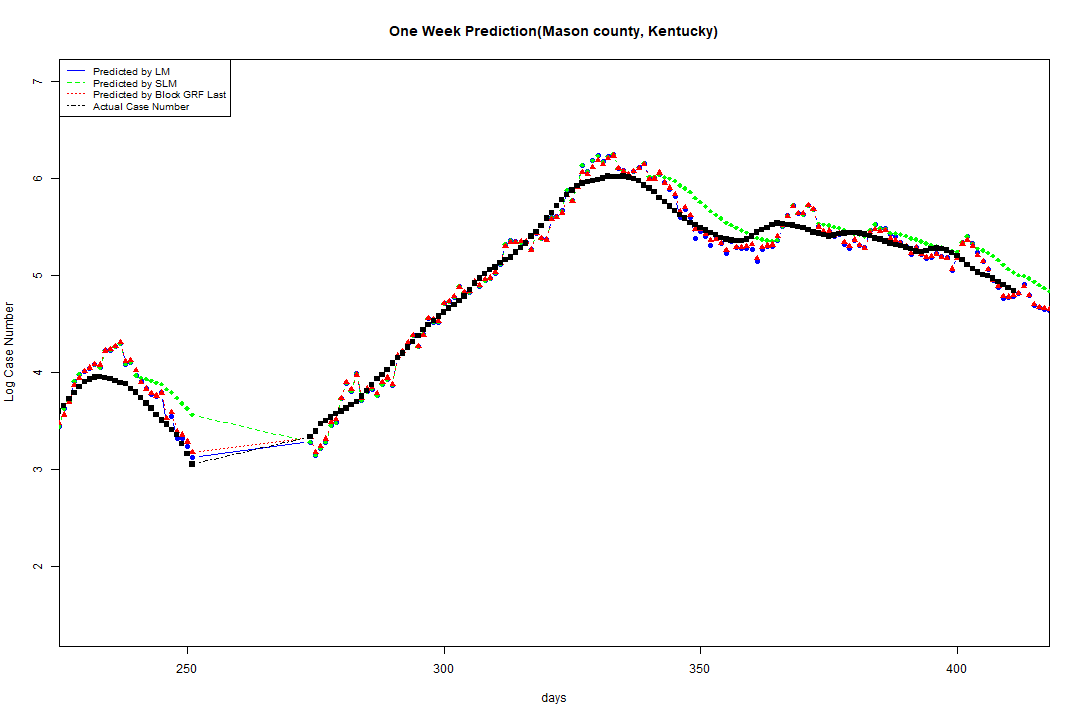 One Week Prediction(Mason county, Kentucky)
Predicted by LM
Predicted by SLM
Predicted by Block GRF Last
Actual Case Number
7
6
5
4
3
2
Log Case Number
250 300 350 400
days